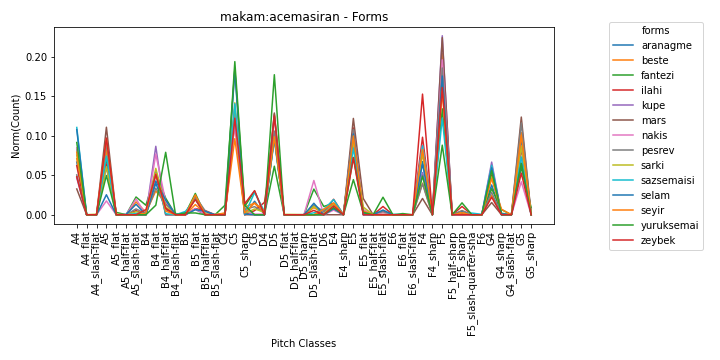 makam:acemasiran - Forms
Norm(Count)
0.20
0.15
0.10
0.05
0.00
A4
A4_flat
A4_slash-flat
A5
A5_flat
A5_half-flat
A5_slash-flat
B4
B4_flat
B4_half-flat
B4_slash-flat
B5
B5_flat
B5_half-flat
B5_slash-flat
C4
C5
C5_sharp
C6
D4
D5
D5_flat
D5_half-flat
D5_sharp
D5_slash-flat
D6
E4
E4_sharp
E5
E5_flat
E5_half-flat
E5_slash-flat
E6
E6_flat
E6_slash-flat
F4
F4_sharp
F5
F5_half-sharp
F5_sharp
F5_slash-quarter-sha
F6
G4
G4_sharp
G4_slash-flat
G5
G5_sharp
Pitch Classes
forms
aranagme
beste
fantezi
ilahi
kupe
mars
nakis
pesrev
sarki
sazsemaisi
selam
seyir
yuruksemai
zeybek